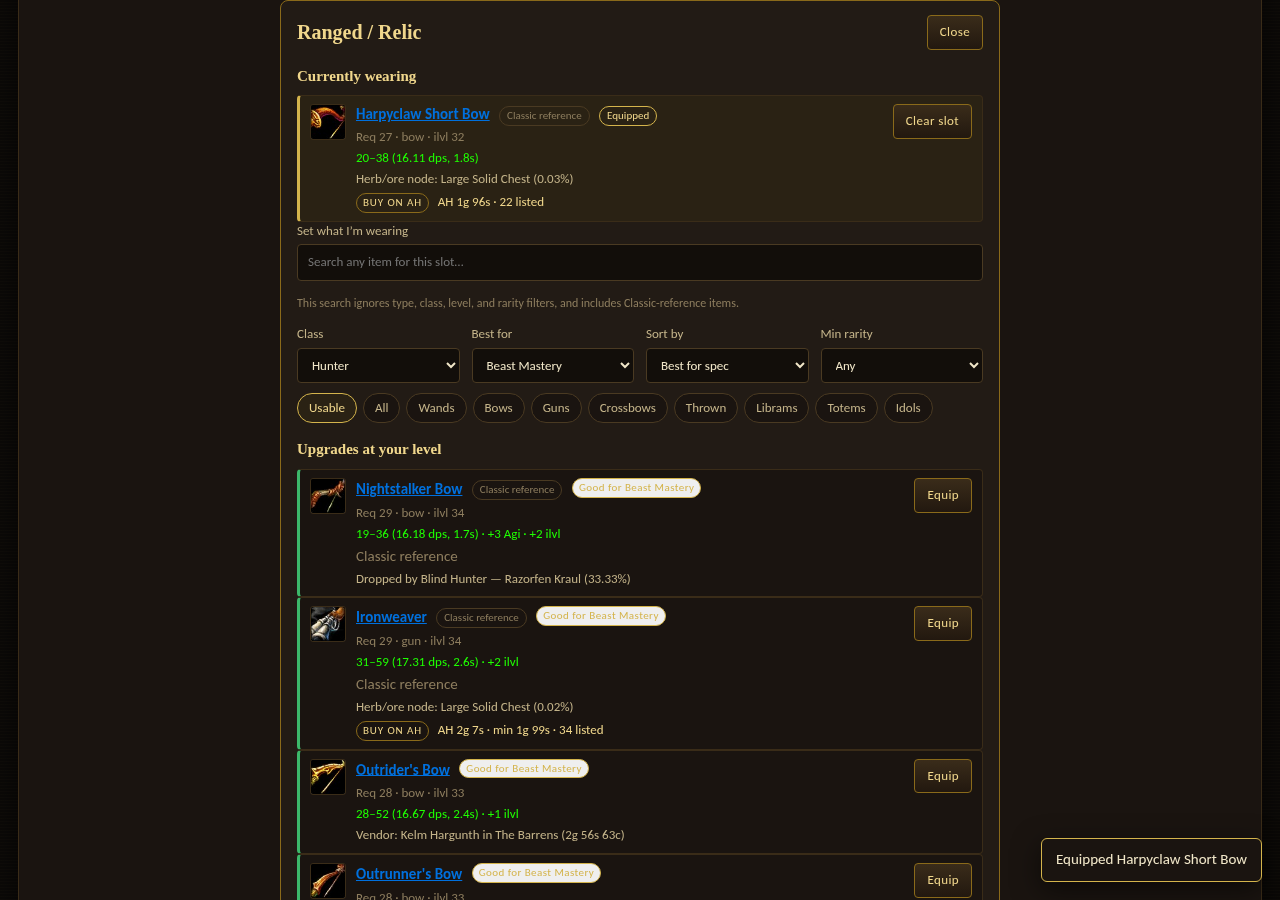 Ranged / Relic
Close
Currently wearing
Harpyclaw Short Bow Classic reference Equipped
Clear slot
Req 27 · bow · ilvl 32
20–38 (16.11 dps, 1.8s)
Herb/ore node: Large Solid Chest (0.03%)
BUY ON AH AH 1g 96s · 22 listed
Set what I'm wearing
Search any item for this slot...
This search ignores type, class, level, and rarity filters, and includes Classic-reference items.
Class Best for Sort by Min rarity
Hunter Beast Mastery Best for spec Any
Usable All Wands Bows Guns Crossbows Thrown Librams Totems Idols
Upgrades at your level
Nightstalker Bow Classic reference Good for Beast Mastery
Equip
Req 29 · bow · ilvl 34
19–36 (16.18 dps, 1.7s) · +3 Agi · +2 ilvl
Classic reference
Dropped by Blind Hunter — Razorfen Kraul (33.33%)
Ironweaver Classic reference Good for Beast Mastery
Equip
Req 29 · gun · ilvl 34
31–59 (17.31 dps, 2.6s) · +2 ilvl
Classic reference
Herb/ore node: Large Solid Chest (0.02%)
BUY ON AH AH 2g 7s · min 1g 99s · 34 listed
Outrider's Bow Good for Beast Mastery
Equip
Req 28 · bow · ilvl 33
28–52 (16.67 dps, 2.4s) · +1 ilvl
Vendor: Kelm Hargunth in The Barrens (2g 56s 63c)
Outrunner's Bow Good for Beast Mastery
Equip
Req 28 · bow · ilvl 33
Equipped Harpyclaw Short Bow